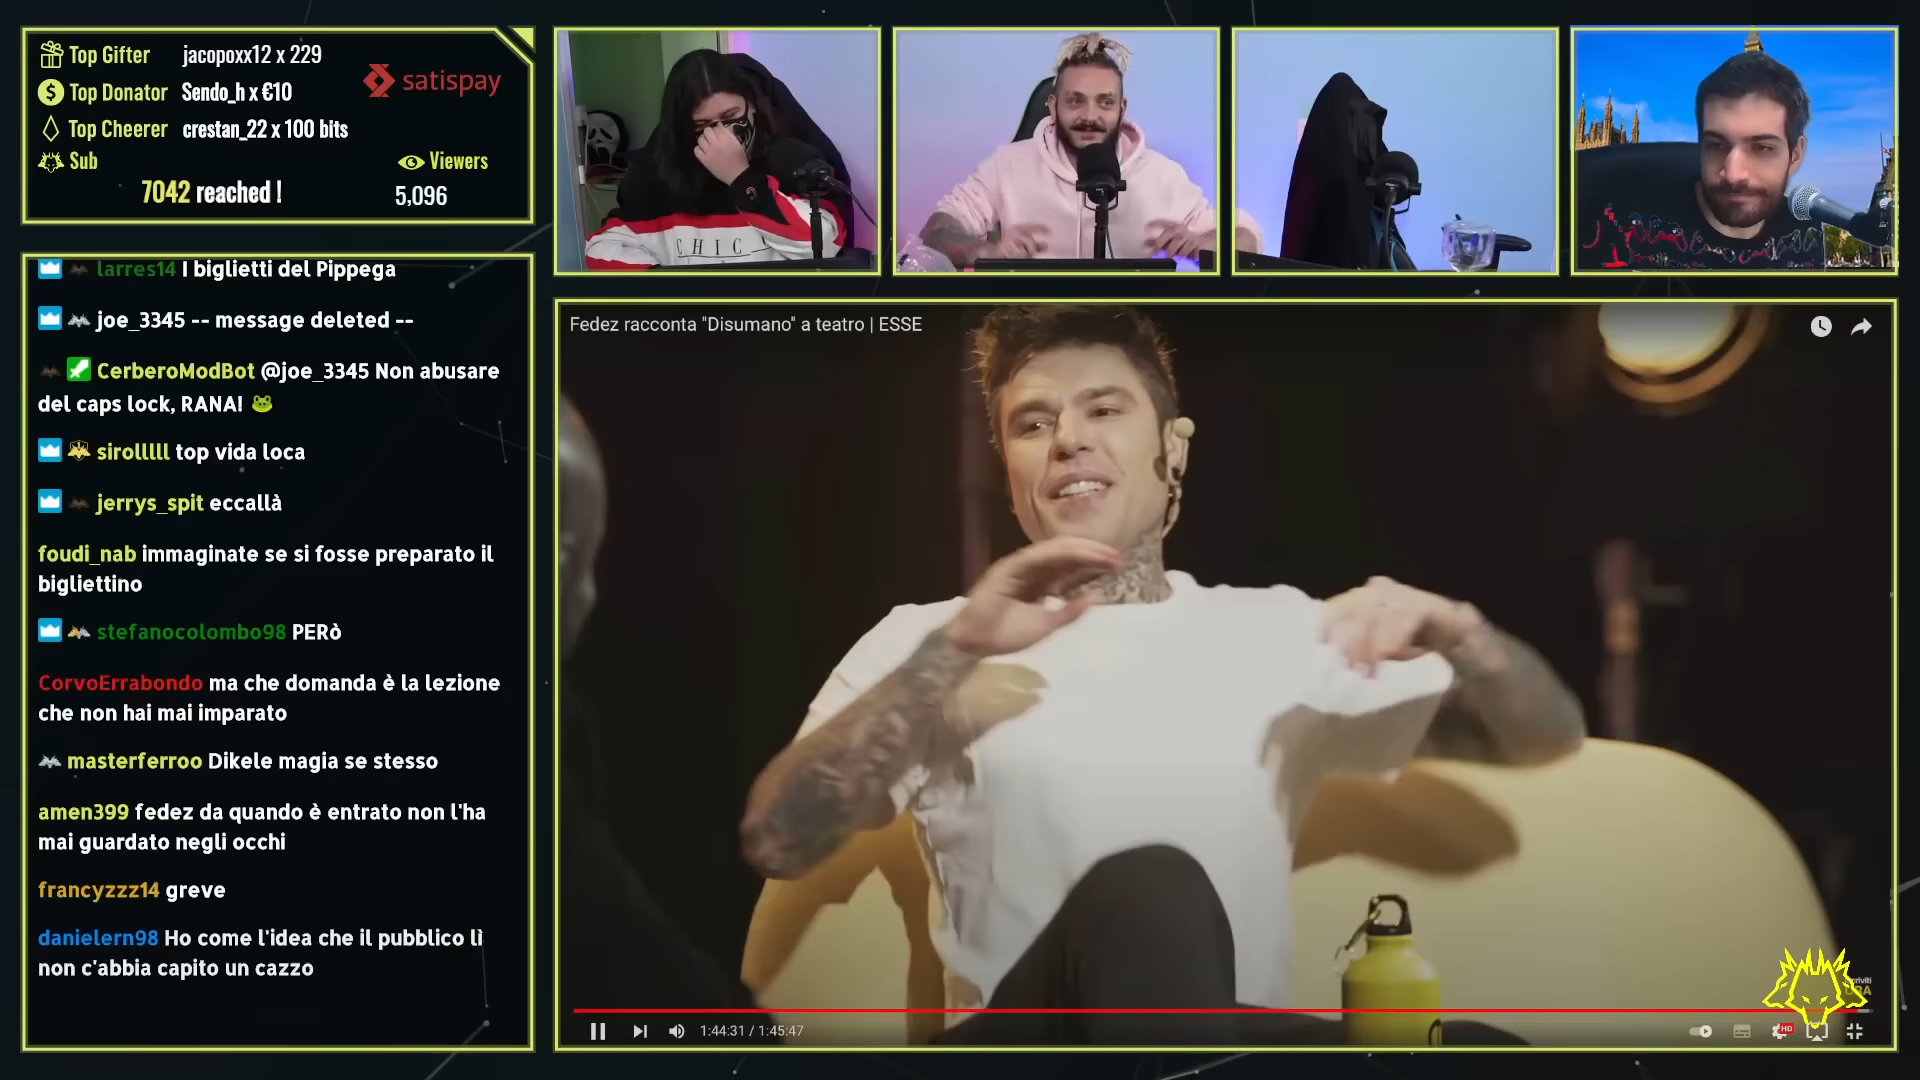 Top Gifter jacopoxx12 x 229
satispay
Top Donator Sendo_h x €10
Top Cheerer crestan_22 x 100 bits
Sub
Viewers
7042 reached !
5,096
larres14 I biglietti del Pippega
joe_3345 -- message deleted --
CerberoModBot @joe_3345 Non abusare
del caps lock, RANA!
sirolllll top vida loca
jerrys_spit eccallà
foudi_nab immaginate se si fosse preparato il
bigliettino
stefanocolombo98 PERò
CorvoErrabondo ma che domanda è la lezione
che non hai mai imparato
masterferroo Dikele magia se stesso
amen399 fedez da quando è entrato non l'ha
mai guardato negli occhi
francyzzz14 greve
danielern98 Ho come l'idea che il pubblico lì
non c'abbia capito un cazzo
CHIC
Fedez racconta "Disumano" a teatro | ESSE
1:44:31 / 1:45:47
HD